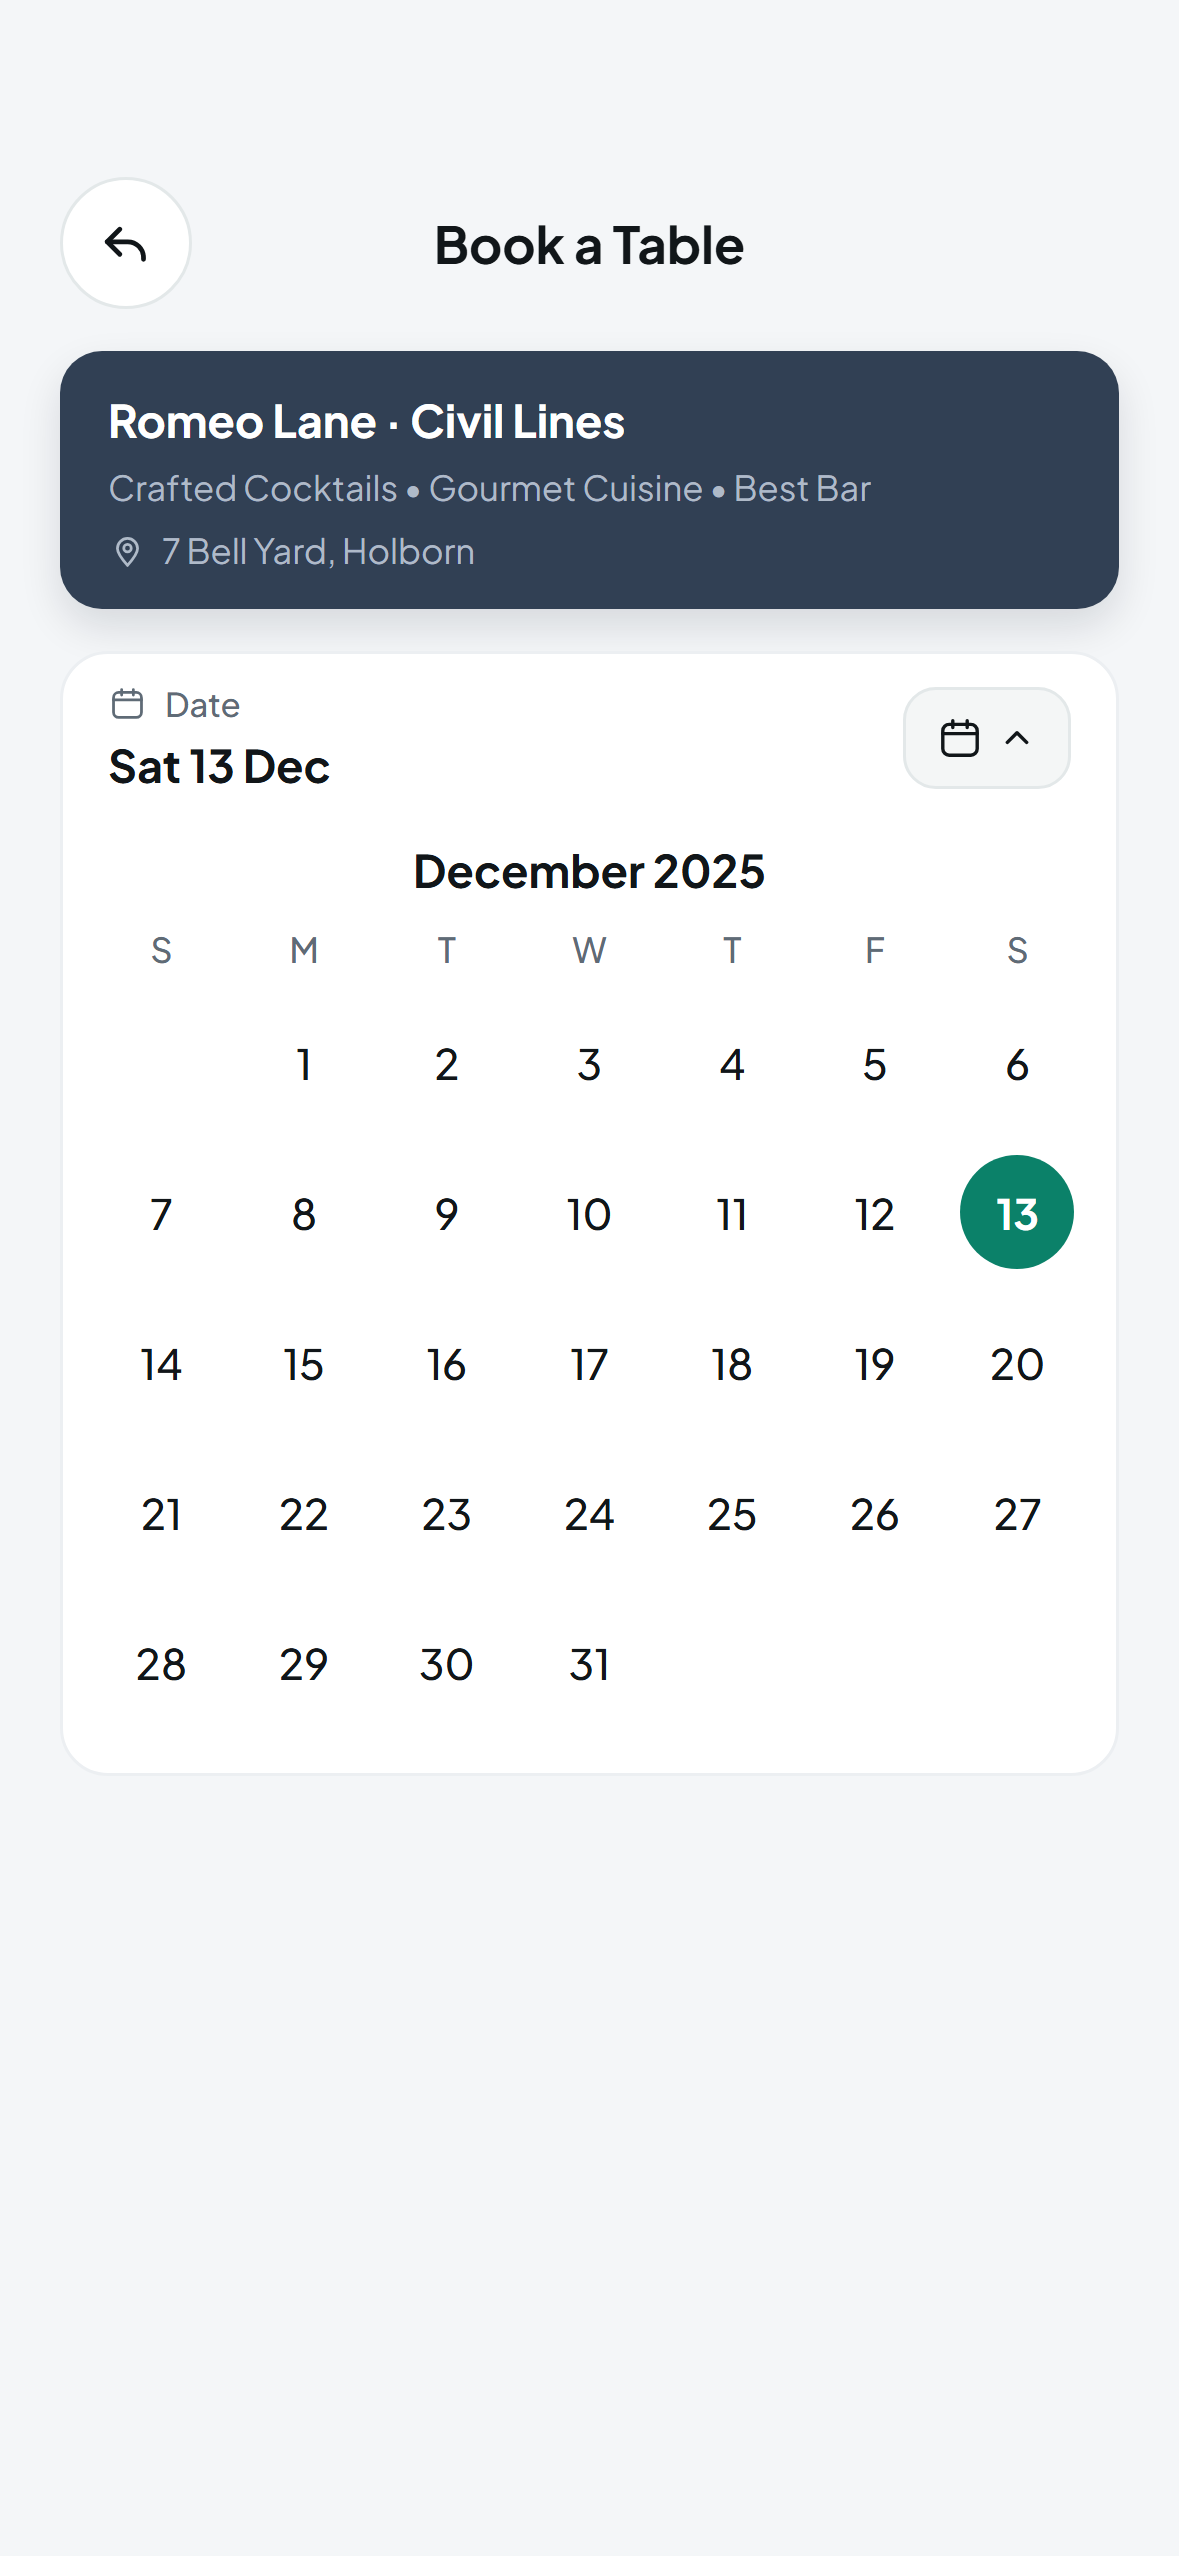 Book a Table
Romeo Lane · Civil Lines
Crafted Cocktails • Gourmet Cuisine • Best Bar
7 Bell Yard, Holborn
Date
Sat 13 Dec
December 2025
S M T W T F S
1 2 3 4 5 6
7 8 9 10 11 12 13
14 15 16 17 18 19 20
21 22 23 24 25 26 27
28 29 30 31